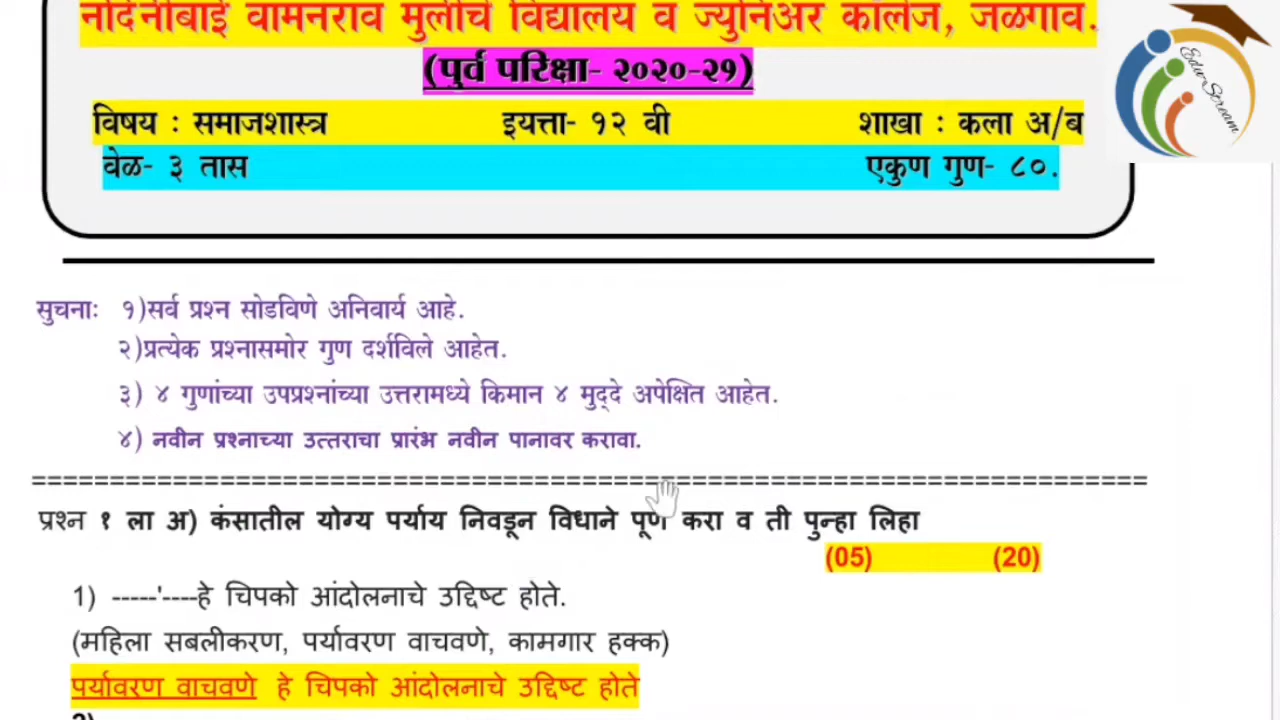 नंदिनीबाई वामनराव मुलींचे विद्यालय व ज्युनिअर कॉलेज, जळगाव.
(पुर्व परिक्षा- २०२०-२१)
विषय : समाजशास्त्र इयत्ता- १२ वी शाखा : कला अ/ब
वेळ- ३ तास एकुण गुण- ८०.
Edu-Scream
सुचनाः १)सर्व प्रश्न सोडविणे अनिवार्य आहे.
२)प्रत्येक प्रश्नासमोर गुण दर्शविले आहेत.
३) ४ गुणांच्या उपप्रश्नांच्या उत्तरामध्ये किमान ४ मुद्दे अपेक्षित आहेत.
४) नवीन प्रश्नाच्या उत्तराचा प्रारंभ नवीन पानावर करावा.
प्रश्न १ ला अ) कंसातील योग्य पर्याय निवडून विधाने पूर्ण करा व ती पुन्हा लिहा
(05) (20)
1) -----'----हे चिपको आंदोलनाचे उद्दिष्ट होते.
(महिला सबलीकरण, पर्यावरण वाचवणे, कामगार हक्क)
पर्यावरण वाचवणे हे चिपको आंदोलनाचे उद्दिष्ट होते